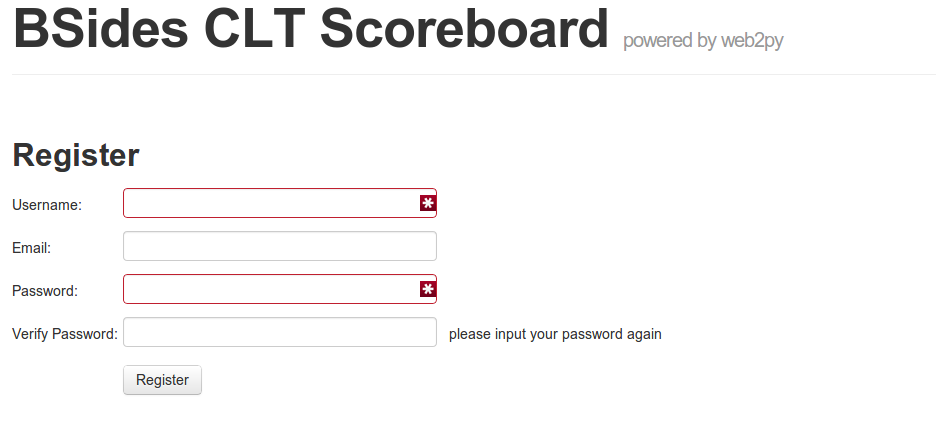 BSides CLT Scoreboard powered by web2py
Register
Username:
Email:
Password:
Verify Password: please input your password again
Register